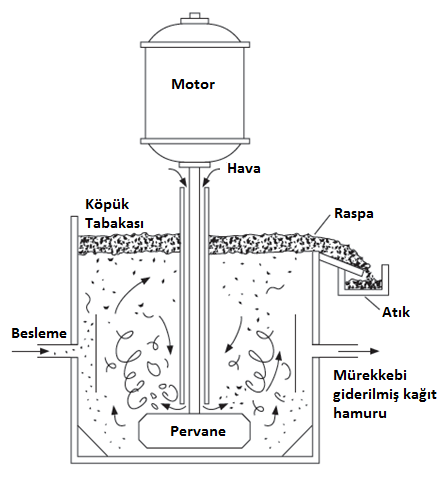 Motor
Hava
Köpük
Tabakası
Raspa
Atık
Besleme
Mürekkebi
giderilmiş kağıt
hamuru
Pervane